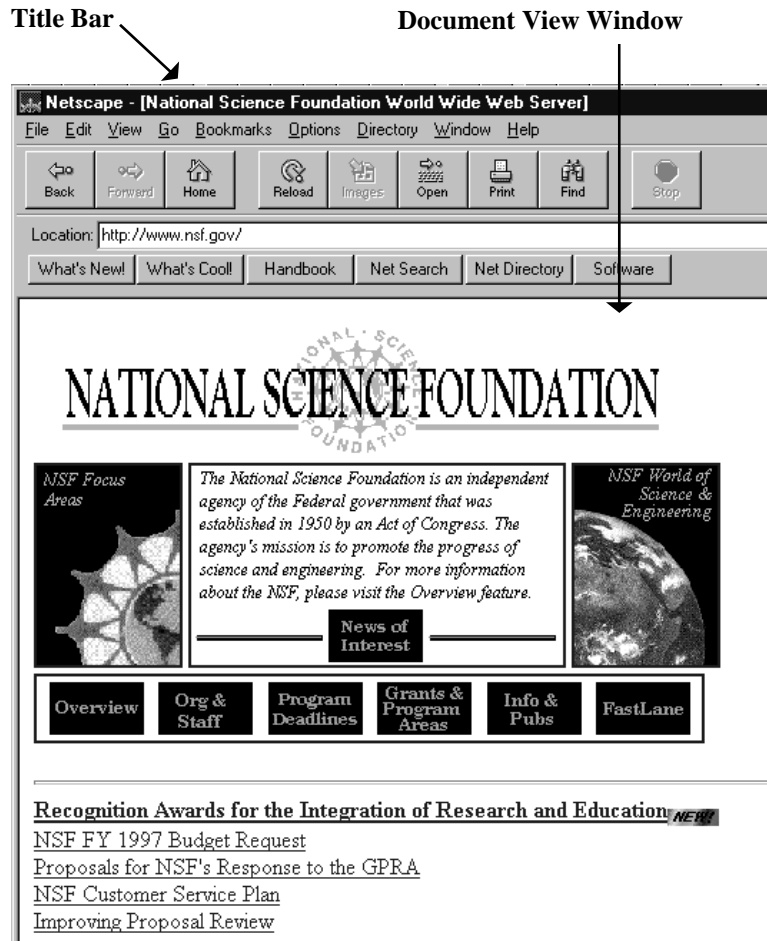 Title Bar
Document View Window
Netscape - [National Science Foundation World Wide Web Server]
File Edit View Go Bookmarks Options Directory Window Help
Back Forward Home Reload Images Open Print Find Stop
Location: http://www.nsf.gov/
What's New! What's Cool! Handbook Net Search Net Directory Software
NATIONAL · SCIENCE
NATIONAL SCIENCE FOUNDATION
FOUNDATION
NSF Focus
Areas
The National Science Foundation is an independent
agency of the Federal government that was
established in 1950 by an Act of Congress. The
agency's mission is to promote the progress of
science and engineering. For more information
about the NSF, please visit the Overview feature.
News of
Interest
NSF World of
Science &
Engineering
Overview
Org &
Staff
Program
Deadlines
Grants &
Program
Areas
Info &
Pubs
FastLane
Recognition Awards for the Integration of Research and Education NEW!
NSF FY 1997 Budget Request
Proposals for NSF's Response to the GPRA
NSF Customer Service Plan
Improving Proposal Review